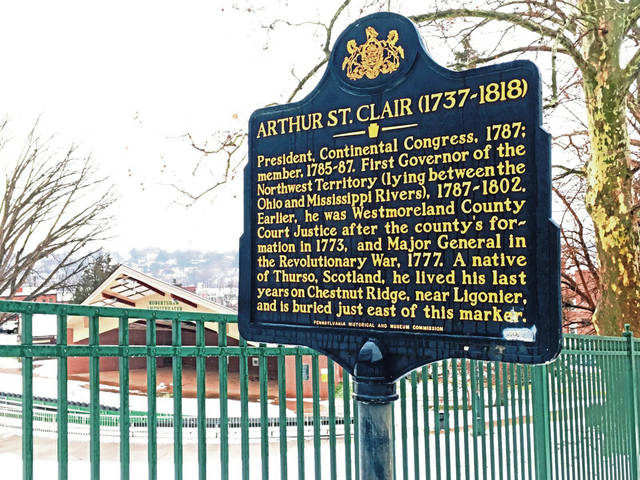 ARTHUR ST. CLAIR (1737-1818)
President, Continental Congress, 1787;
member, 1785-87. First Governor of the
Northwest Territory (lying between the
Ohio and Mississippi Rivers), 1787-1802.
Earlier, he was Westmoreland County
Court Justice after the county's for-
mation in 1773, and Major General in
the Revolutionary War, 1777. A native
of Thurso, Scotland, he lived his last
years on Chestnut Ridge, near Ligonier,
and is buried just east of this marker.
PENNSYLVANIA HISTORICAL AND MUSEUM COMMISSION
ROBERTSHAW
AMPHITHEATER